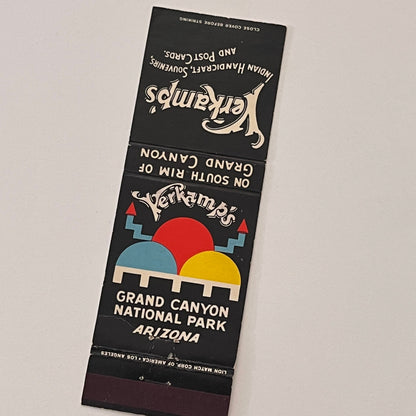 CLOSE COVER BEFORE STRIKING
INDIAN HANDICRAFT, SOUVENIRS,
AND POST CARDS.
Verkamp's
ON SOUTH RIM OF
GRAND CANYON
Verkamp's
GRAND CANYON
NATIONAL PARK
ARIZONA
LION MATCH CORP. OF AMERICA • LOS ANGELES